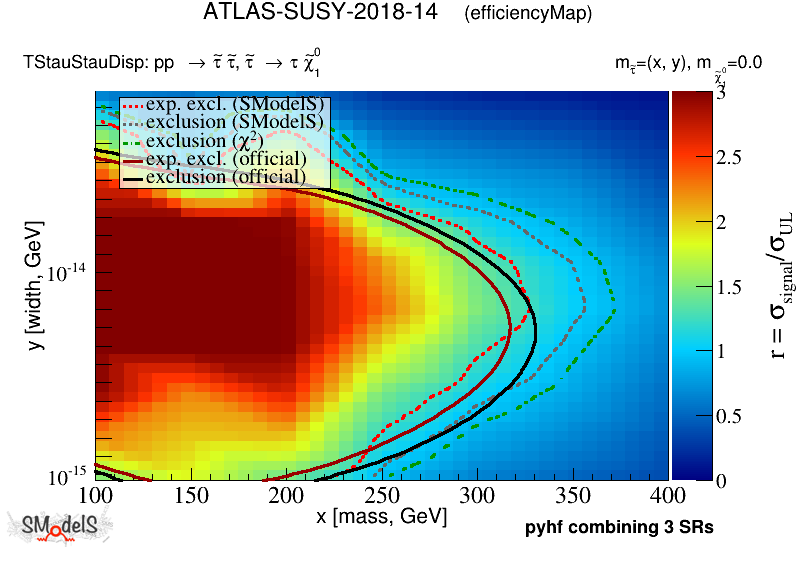 ATLAS-SUSY-2018-14 (efficiencyMap)
TStauStauDisp: pp → τ̃ τ̃, τ̃ → τ χ̃⁰₁
m_τ̃=(x, y), m_χ̃⁰₁=0.0
exp. excl. (SModelS)
exclusion (SModelS)
exclusion (χ²)
exp. excl. (official)
exclusion (official)
y [width, GeV]
10⁻¹⁴
10⁻¹⁵
100 150 200 250 300 350 400
x [mass, GeV]
3
2.5
2
1.5
1
0.5
0
r = σ_signal/σ_UL
SModelS
pyhf combining 3 SRs